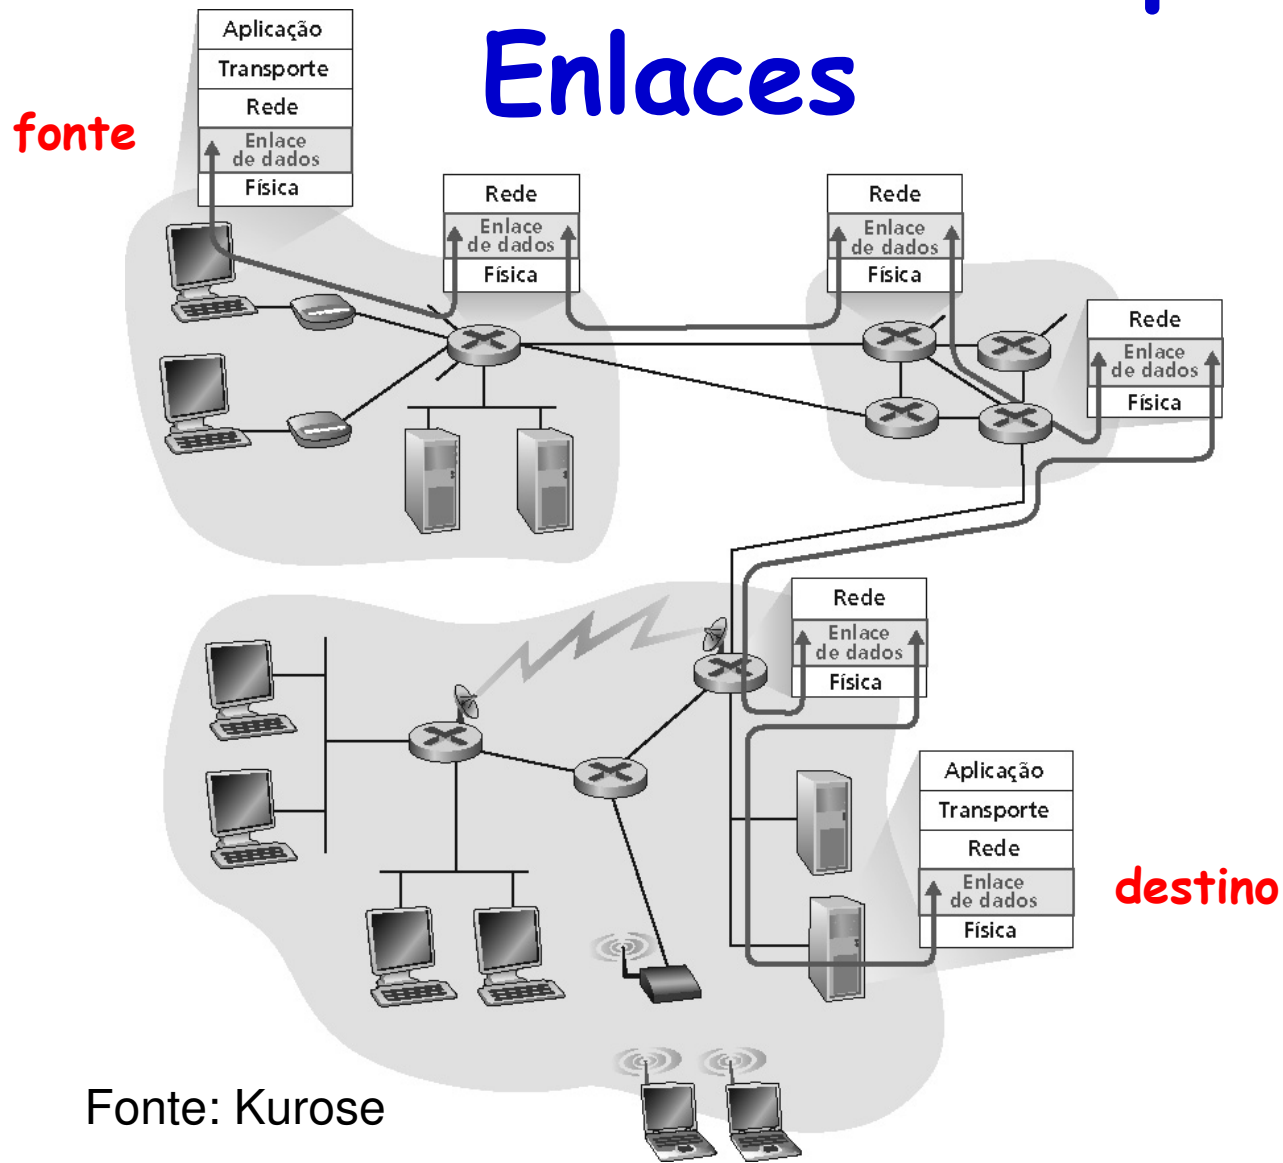 Enlaces
fonte
Aplicação
Transporte
Rede
Enlace
de dados
Física
Rede
Enlace
de dados
Física
Rede
Enlace
de dados
Física
Rede
Enlace
de dados
Física
Rede
Enlace
de dados
Física
Aplicação
Transporte
Rede
Enlace
de dados
Física
destino
Fonte: Kurose